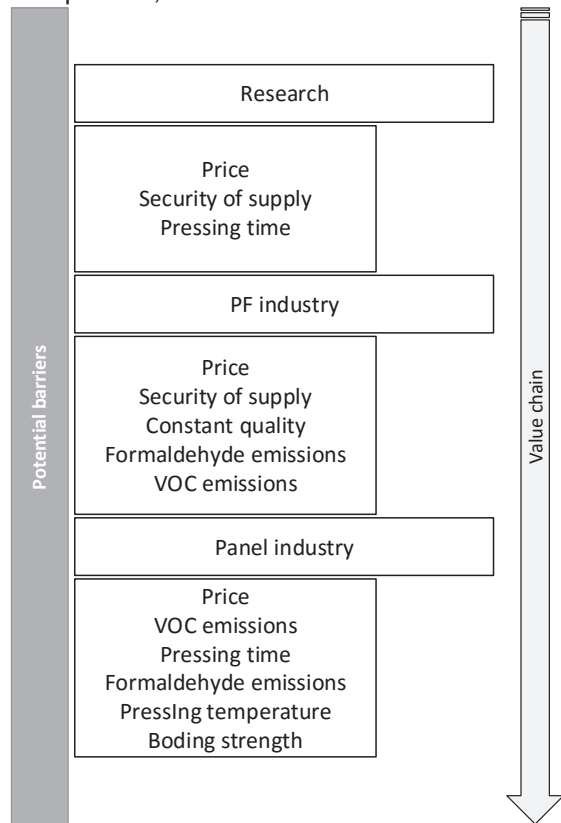 Potential barriers
Research
Price
Security of supply
Pressing time
PF industry
Price
Security of supply
Constant quality
Formaldehyde emissions
VOC emissions
Panel industry
Price
VOC emissions
Pressing time
Formaldehyde emissions
PressIng temperature
Boding strength
Value chain